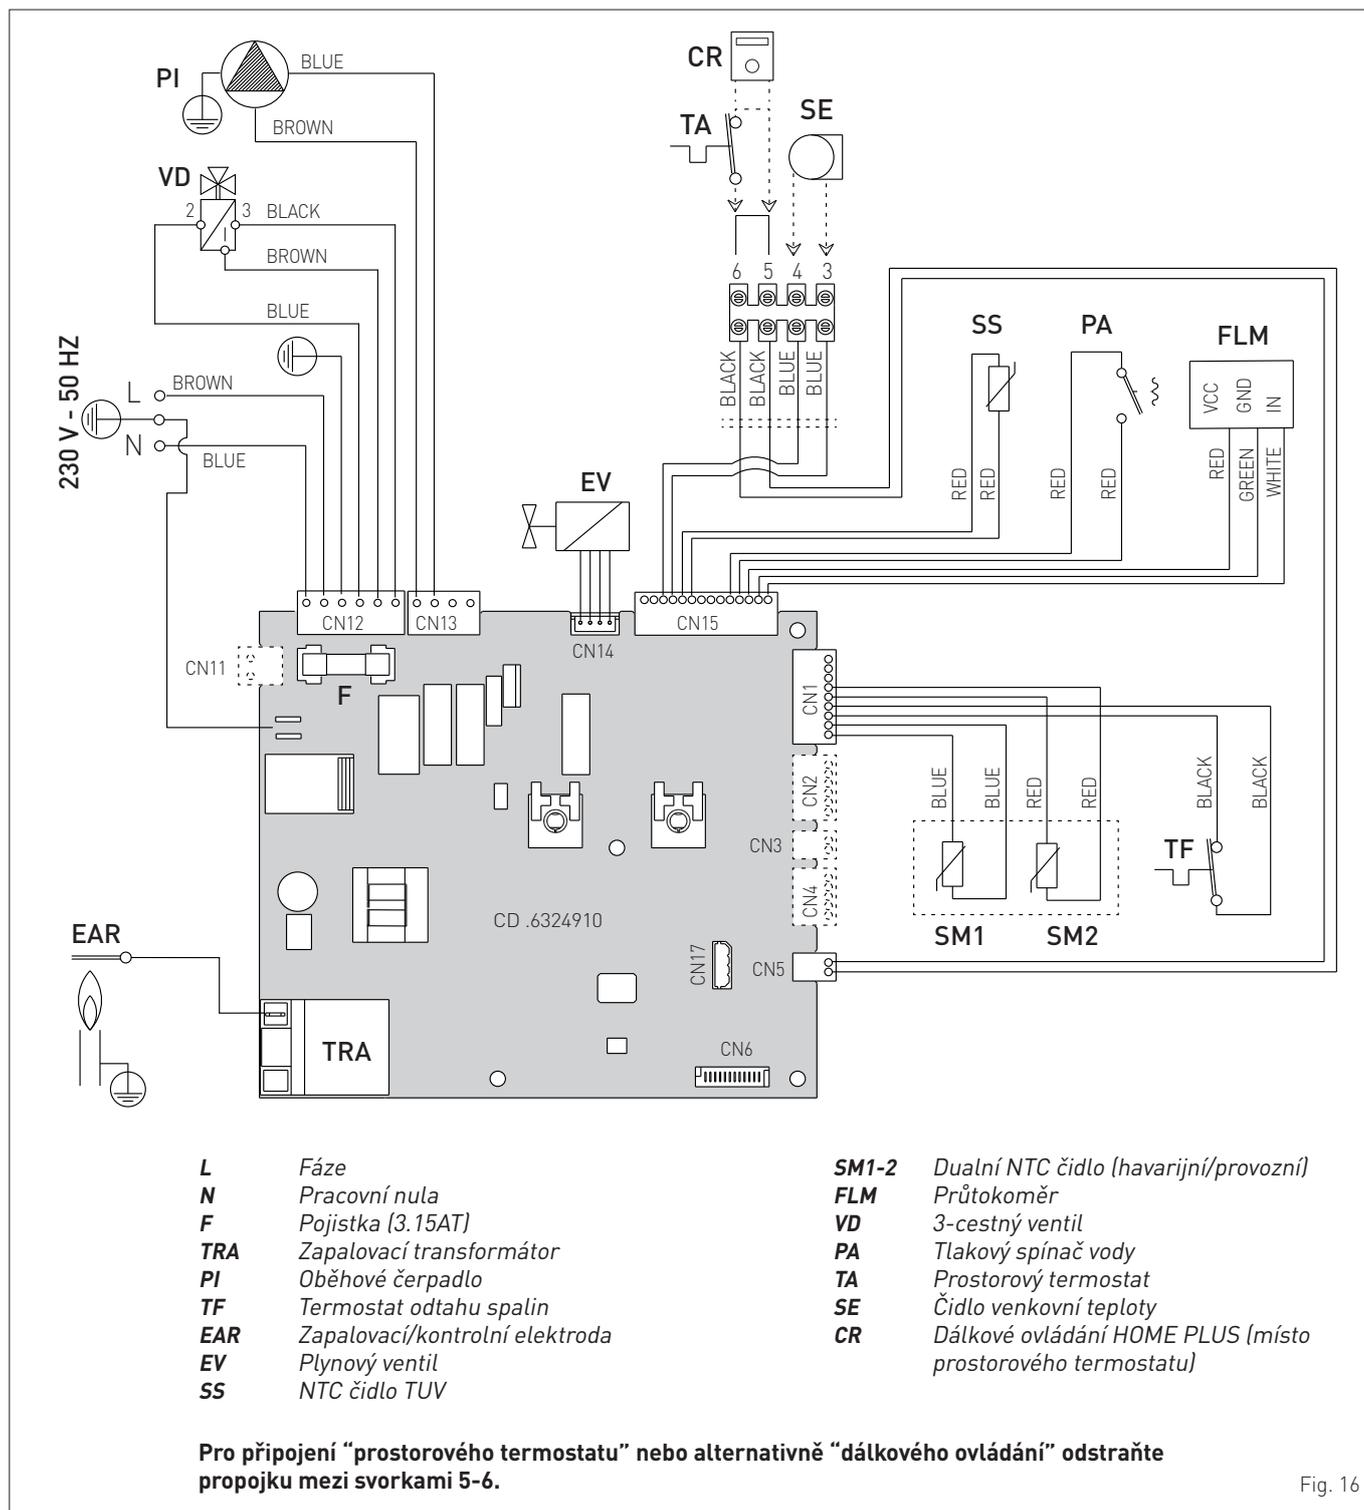 PI
BLUE
BROWN
VD
2
3
BLACK
BROWN
BLUE
230 V - 50 HZ
L
BROWN
N
BLUE
CR
TA
SE
6 5 4 3
BLACK
BLACK
BLUE
BLUE
EV
SS
PA
FLM
VCC
GND
IN
RED
RED
RED
RED
RED
GREEN
WHITE
CN12
CN13
CN14
CN15
CN11
F
CN1
CN2
CN3
CN4
CN5
CN17
CN6
CD .6324910
BLUE
BLUE
RED
RED
BLACK
BLACK
TF
SM1
SM2
EAR
TRA
L Fáze
N Pracovní nula
F Pojistka (3.15AT)
TRA Zapalovací transformátor
PI Oběhové čerpadlo
TF Termostat odtahu spalin
EAR Zapalovací/kontrolní elektroda
EV Plynový ventil
SS NTC čidlo TUV
SM1-2 Dualní NTC čidlo (havarijní/provozní)
FLM Průtokoměr
VD 3-cestný ventil
PA Tlakový spínač vody
TA Prostorový termostat
SE Čidlo venkovní teploty
CR Dálkové ovládání HOME PLUS (místo
prostorového termostatu)
Pro připojení “prostorového termostatu” nebo alternativně “dálkového ovládání” odstraňte
propojku mezi svorkami 5-6.
Fig. 16